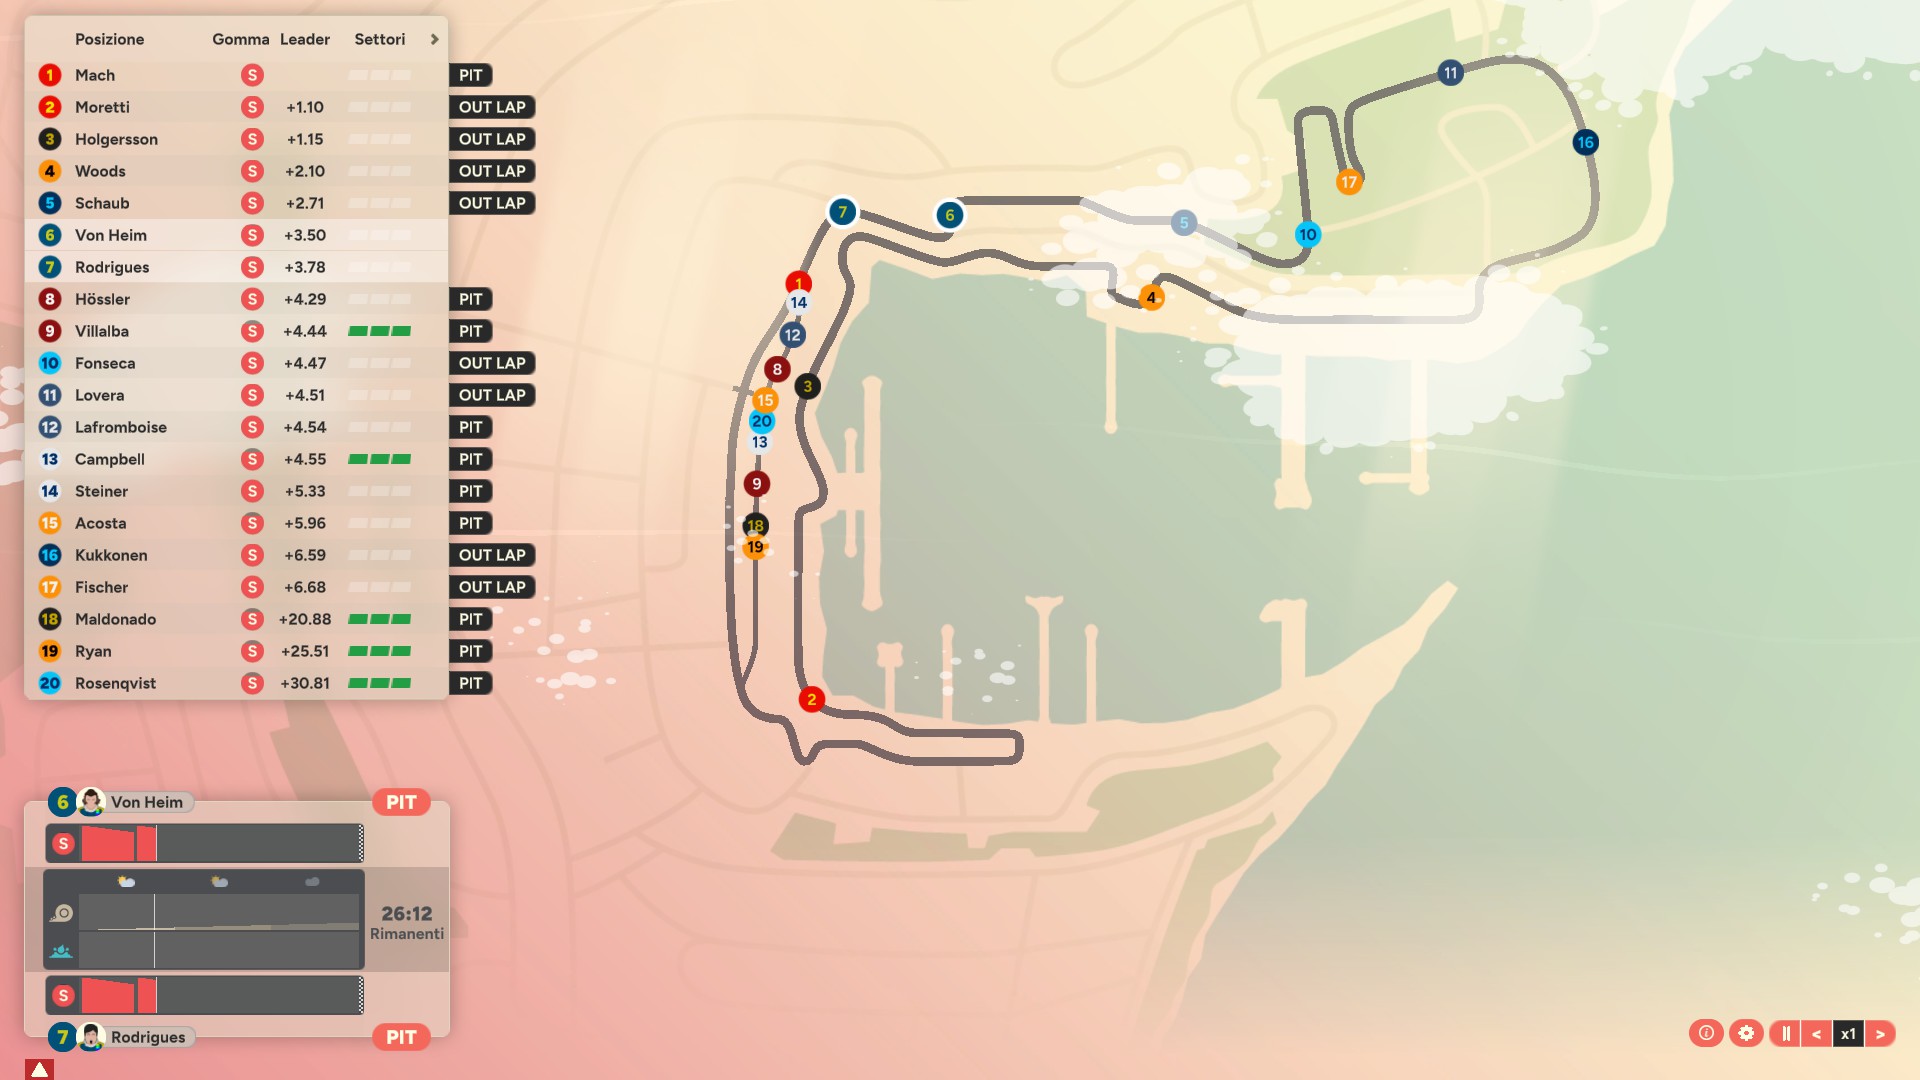 Posizione Gomma Leader Settori
1 Mach S PIT
2 Moretti S +1.10 OUT LAP
3 Holgersson S +1.15 OUT LAP
4 Woods S +2.10 OUT LAP
5 Schaub S +2.71 OUT LAP
6 Von Heim S +3.50
7 Rodrigues S +3.78
8 Hössler S +4.29 PIT
9 Villalba S +4.44 PIT
10 Fonseca S +4.47 OUT LAP
11 Lovera S +4.51 OUT LAP
12 Lafromboise S +4.54 PIT
13 Campbell S +4.55 PIT
14 Steiner S +5.33 PIT
15 Acosta S +5.96 PIT
16 Kukkonen S +6.59 OUT LAP
17 Fischer S +6.68 OUT LAP
18 Maldonado S +20.88 PIT
19 Ryan S +25.51 PIT
20 Rosenqvist S +30.81 PIT
11
16
17
7
6
5
10
1
14
4
12
8
3
15
20
13
9
18
19
2
6 Von Heim PIT
S
26:12
Rimanenti
S
7 Rodrigues PIT
x1